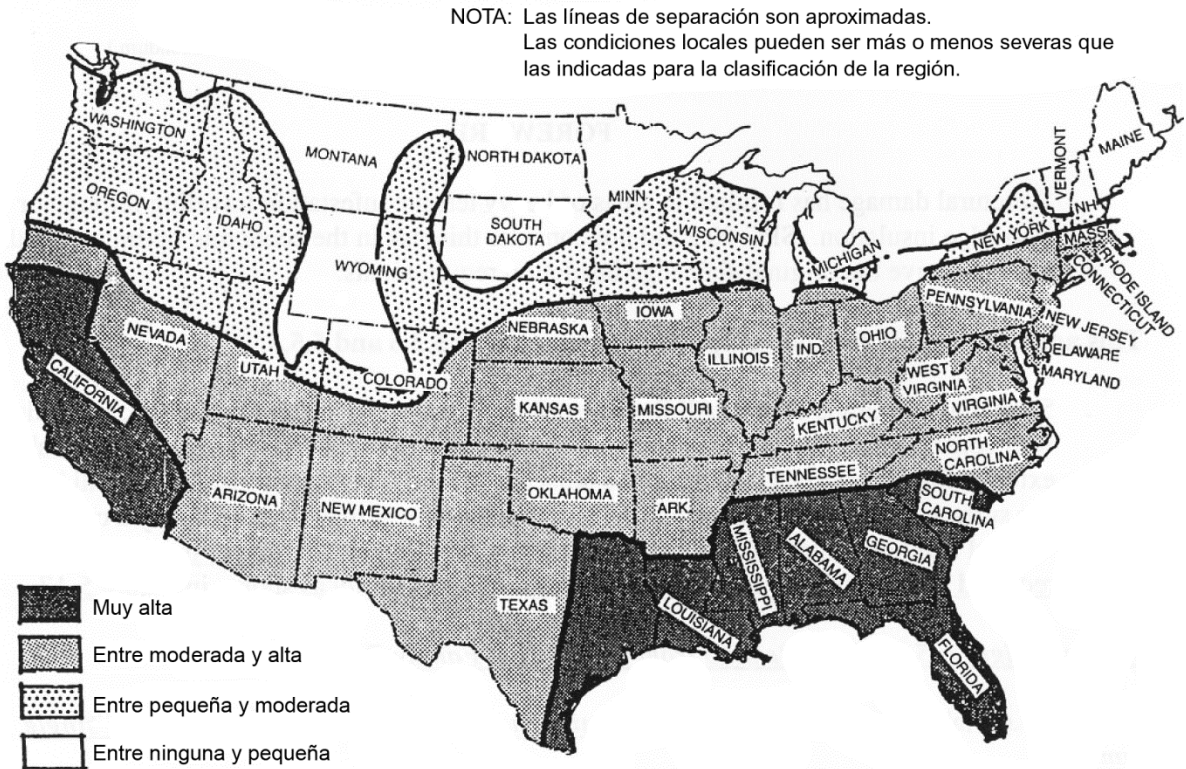 NOTA: Las líneas de separación son aproximadas.
Las condiciones locales pueden ser más o menos severas que
las indicadas para la clasificación de la región.
WASHINGTON
OREGON
IDAHO
MONTANA
WYOMING
NORTH DAKOTA
SOUTH
DAKOTA
MINN
WISCONSIN
MICHIGAN
NEW YORK
VERMONT
NH
MAINE
MASS
RHODE ISLAND
CONNECTICUT
NEW JERSEY
DELAWARE
MARYLAND
PENNSYLVANIA
CALIFORNIA
NEVADA
UTAH
COLORADO
NEBRASKA
IOWA
ILLINOIS
IND.
OHIO
WEST
VIRGINIA
VIRGINIA
KANSAS
MISSOURI
KENTUCKY
NORTH
CAROLINA
TENNESSEE
ARIZONA
NEW MEXICO
OKLAHOMA
ARK.
SOUTH
CAROLINA
MISSISSIPPI
ALABAMA
GEORGIA
TEXAS
LOUISIANA
FLORIDA
Muy alta
Entre moderada y alta
Entre pequeña y moderada
Entre ninguna y pequeña